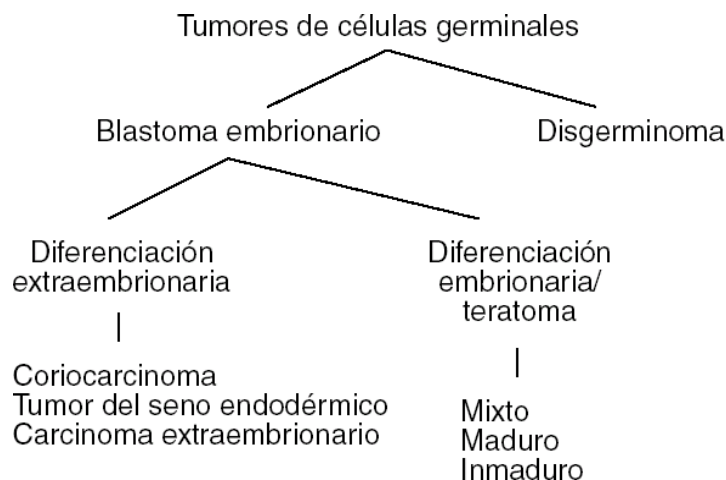 Tumores de células germinales
Blastoma embrionario
Disgerminoma
Diferenciación
extraembrionaria
Coriocarcinoma
Tumor del seno endodérmico
Carcinoma extraembrionario
Diferenciación
embrionaria/
teratoma
Mixto
Maduro
Inmaduro